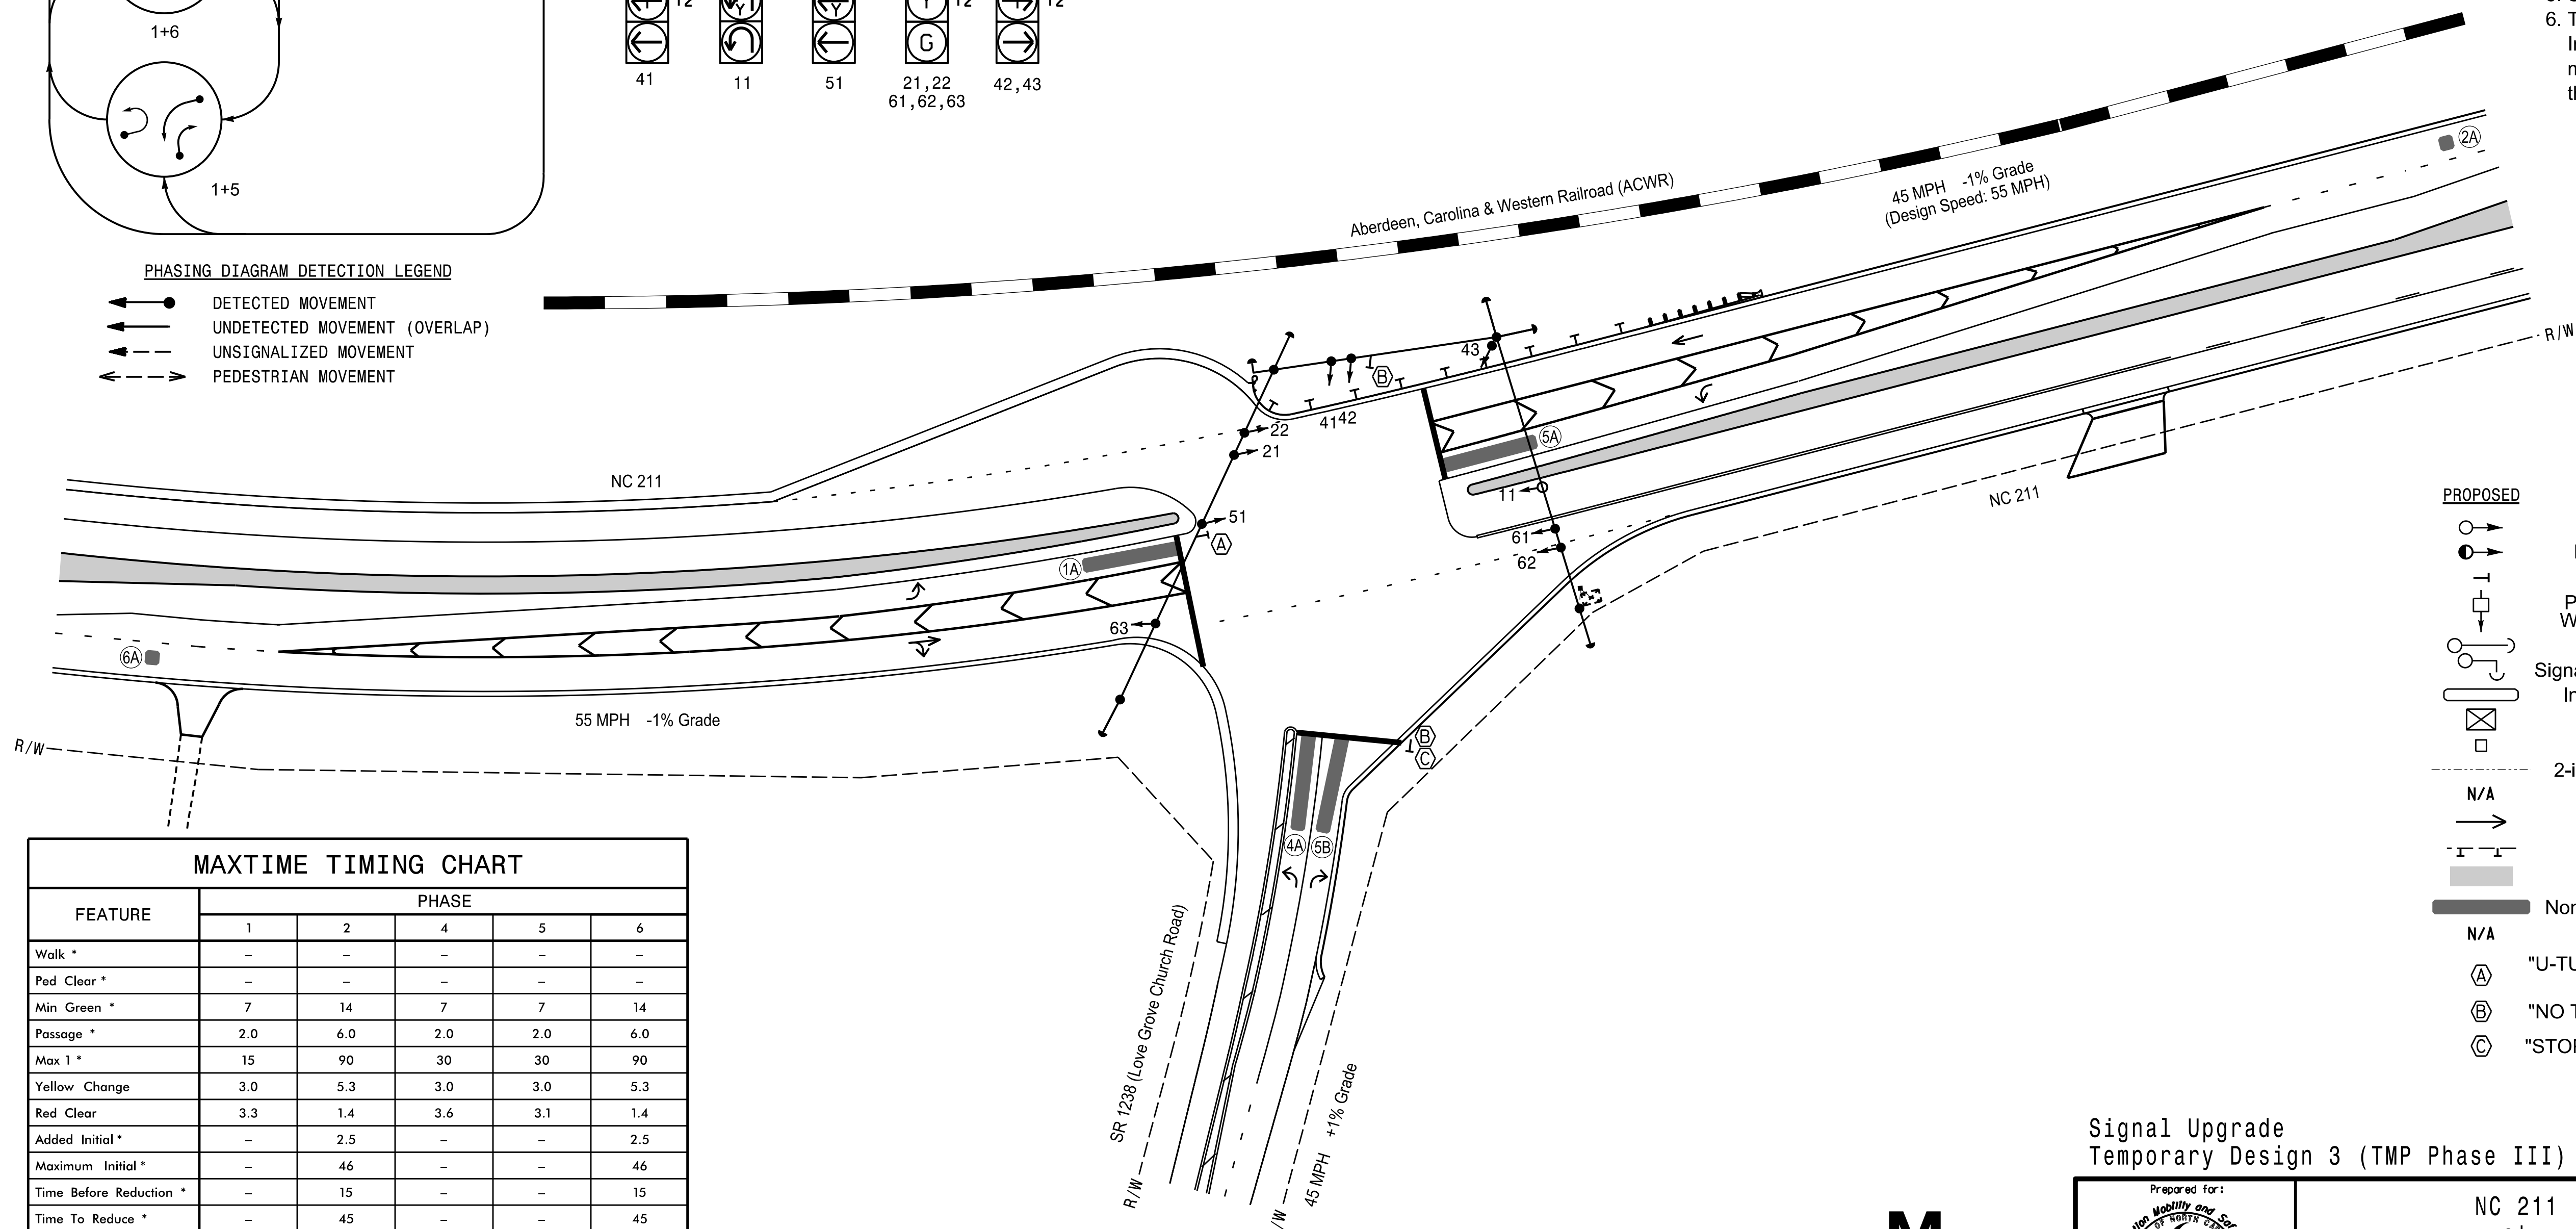 1+6
1+5
12
12
12
Y
Y
G
41
11
51
21,22
61,62,63
42,43
6. T
PHASING DIAGRAM DETECTION LEGEND
DETECTED MOVEMENT
UNDETECTED MOVEMENT (OVERLAP)
UNSIGNALIZED MOVEMENT
PEDESTRIAN MOVEMENT
Aberdeen, Carolina & Western Railroad (ACWR)
45 MPH -1% Grade
(Design Speed: 55 MPH)
2A
R/W
43
B
41 42
22
21
5A
NC 211
11
NC 211
51
A
61
62
1A
63
6A
55 MPH -1% Grade
R/W
B
C
4A 5B
SR 1238 (Love Grove Church Road)
R/W
45 MPH +1% Grade
/W
MAXTIME TIMING CHART
FEATURE PHASE
1 2 4 5 6
Walk * – – – – –
Ped Clear * – – – – –
Min Green * 7 14 7 7 14
Passage * 2.0 6.0 2.0 2.0 6.0
Max 1 * 15 90 30 30 90
Yellow Change 3.0 5.3 3.0 3.0 5.3
Red Clear 3.3 1.4 3.6 3.1 1.4
Added Initial * – 2.5 – – 2.5
Maximum Initial * – 46 – – 46
Time Before Reduction * – 15 – – 15
Time To Reduce * – 45 – – 45
PROPOSED
P
W
Signa
In
2-i
N/A
Nor
N/A
A "U-TU
B "NO T
C "STOP
Signal Upgrade
Temporary Design 3 (TMP Phase III)
Prepared for:
NC 211
M